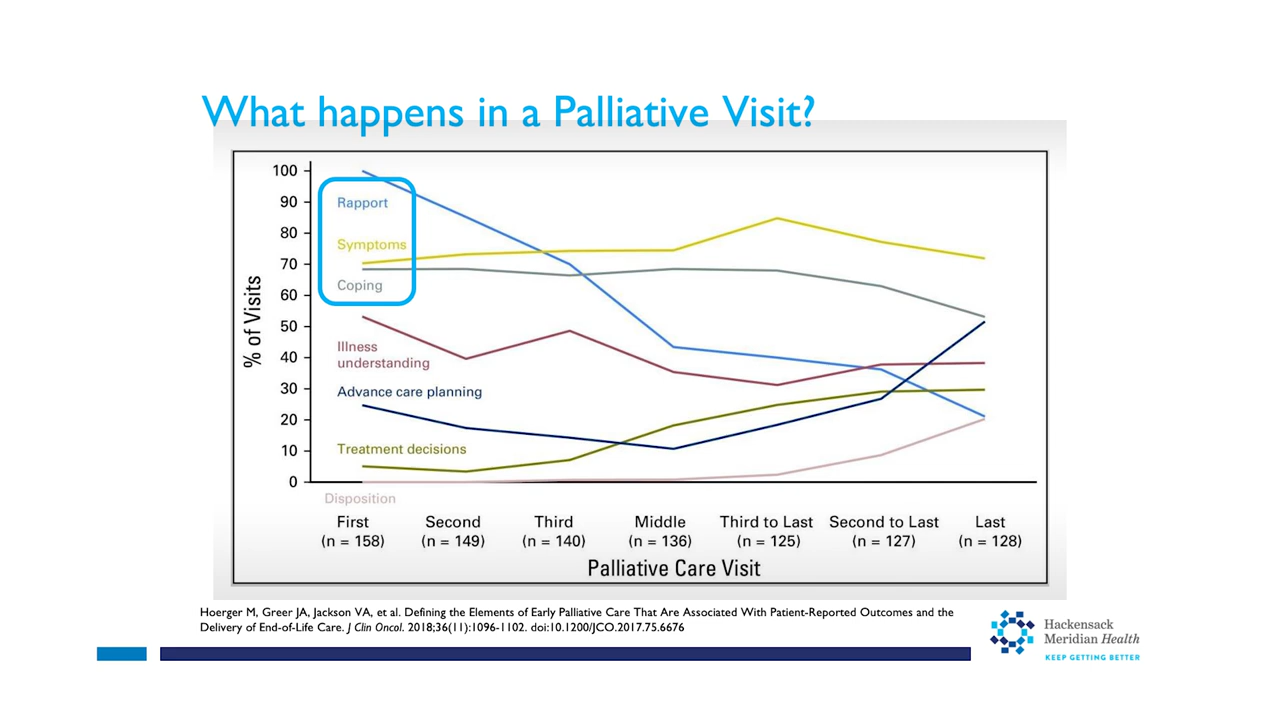 What happens in a Palliative Visit?
100
90
80
70
60
50
40
30
20
10
0
% of Visits
Rapport
Symptoms
Coping
Illness
understanding
Advance care planning
Treatment decisions
Disposition
First Second Third Middle Third to Last Second to Last Last
(n = 158) (n = 149) (n = 140) (n = 136) (n = 125) (n = 127) (n = 128)
Palliative Care Visit
Hoerger M, Greer JA, Jackson VA, et al. Defining the Elements of Early Palliative Care That Are Associated With Patient-Reported Outcomes and the
Delivery of End-of-Life Care. J Clin Oncol. 2018;36(11):1096-1102. doi:10.1200/JCO.2017.75.6676
Hackensack
Meridian Health
KEEP GETTING BETTER